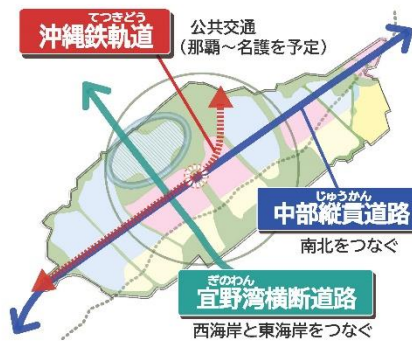 てつきどう
沖縄鉄軌道
公共交通
（那覇～名護を予定）
じゅうかん
中部縦貫道路
南北をつなぐ
ぎのわん
宜野湾横断道路
西海岸と東海岸をつなぐ